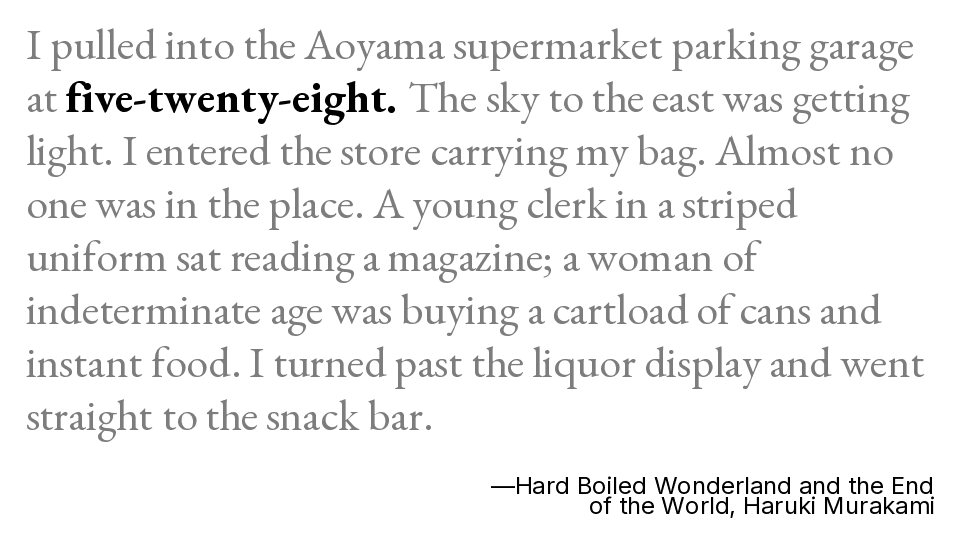 I pulled into the Aoyama supermarket parking garage
at five-twenty-eight. The sky to the east was getting
light. I entered the store carrying my bag. Almost no
one was in the place. A young clerk in a striped
uniform sat reading a magazine; a woman of
indeterminate age was buying a cartload of cans and
instant food. I turned past the liquor display and went
straight to the snack bar.
—Hard Boiled Wonderland and the End
of the World, Haruki Murakami